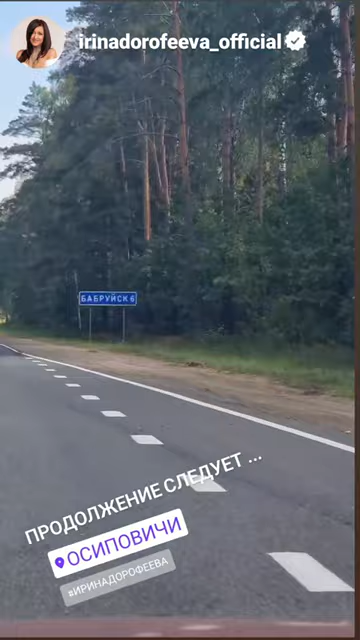 irinadorofeeva_official
БАБРУЙСК 6
ПРОДОЛЖЕНИЕ СЛЕДУЕТ ...
ОСИПОВИЧИ
@ИРИНАДОРОФЕЕВА